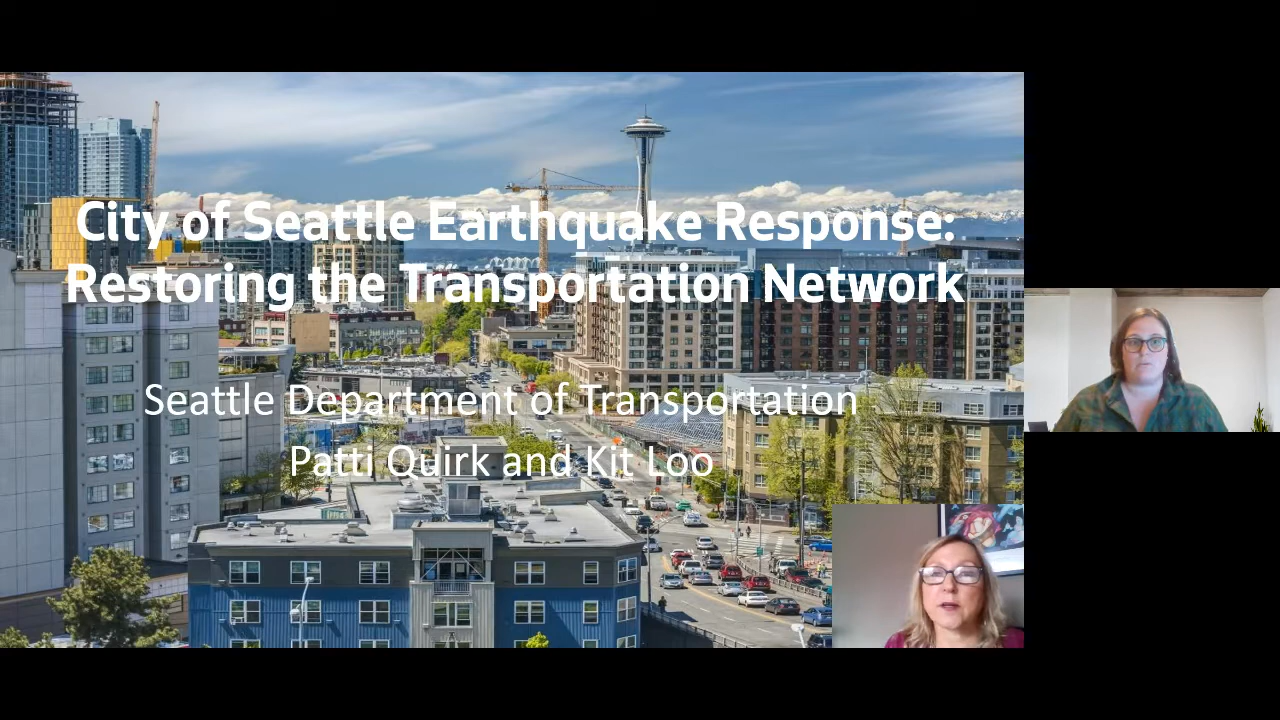 City of Seattle Earthquake Response:
Restoring the Transportation Network
Seattle Department of Transportation
Patti Quirk and Kit Loo